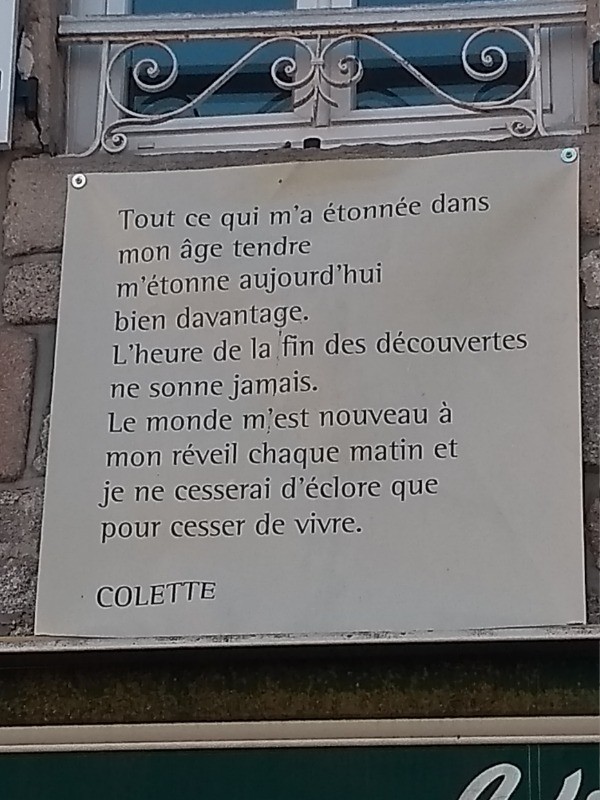 Tout ce qui m'a étonnée dans
mon âge tendre
m'étonne aujourd'hui
bien davantage.
L'heure de la fin des découvertes
ne sonne jamais.
Le monde m'est nouveau à
mon réveil chaque matin et
je ne cesserai d'éclore que
pour cesser de vivre.
COLETTE